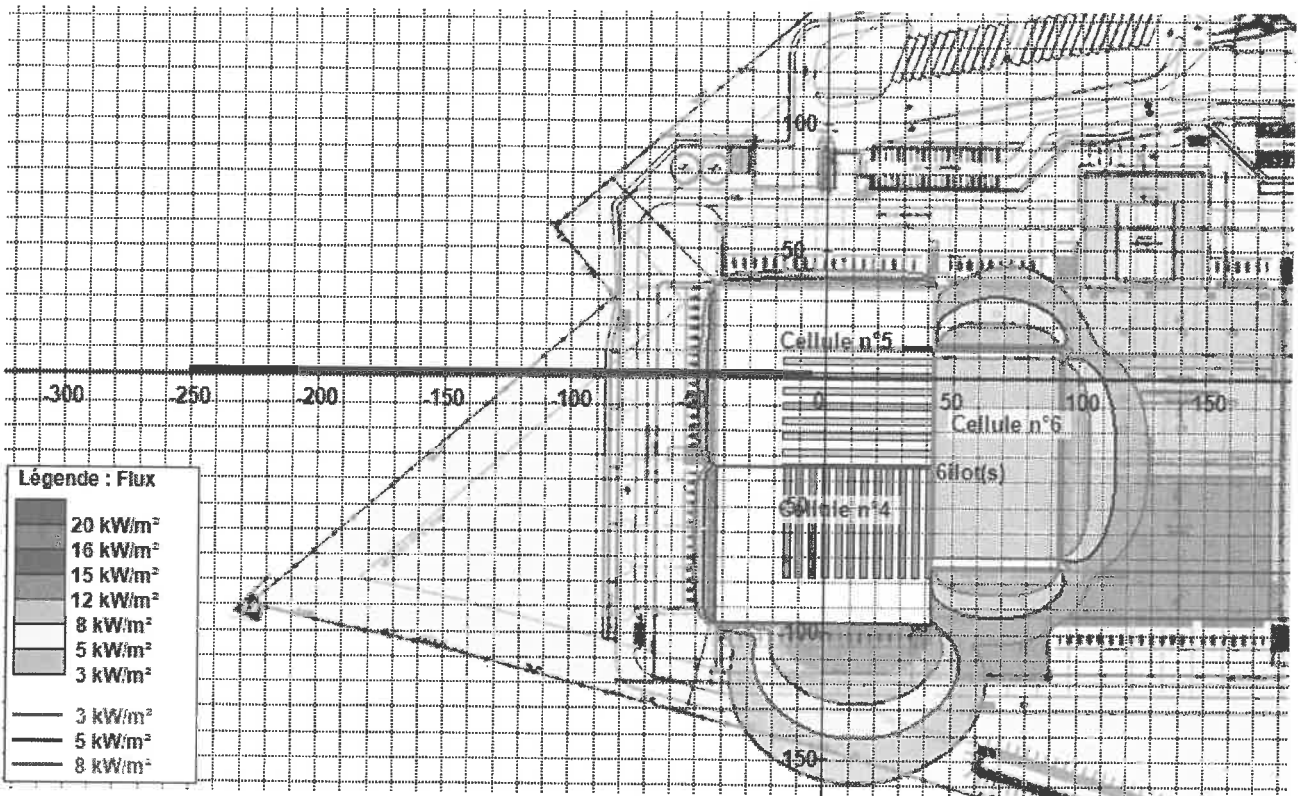 100
50
Cellule n°5
-300
-250
-200
-150
-100
0
50
100
150
Cellule n°6
6ilot(s)
Cellule n°4
-100
-150
Légende : Flux
20 kW/m²
16 kW/m²
15 kW/m²
12 kW/m²
8 kW/m²
5 kW/m²
3 kW/m²
3 kW/m²
5 kW/m²
8 kW/m²